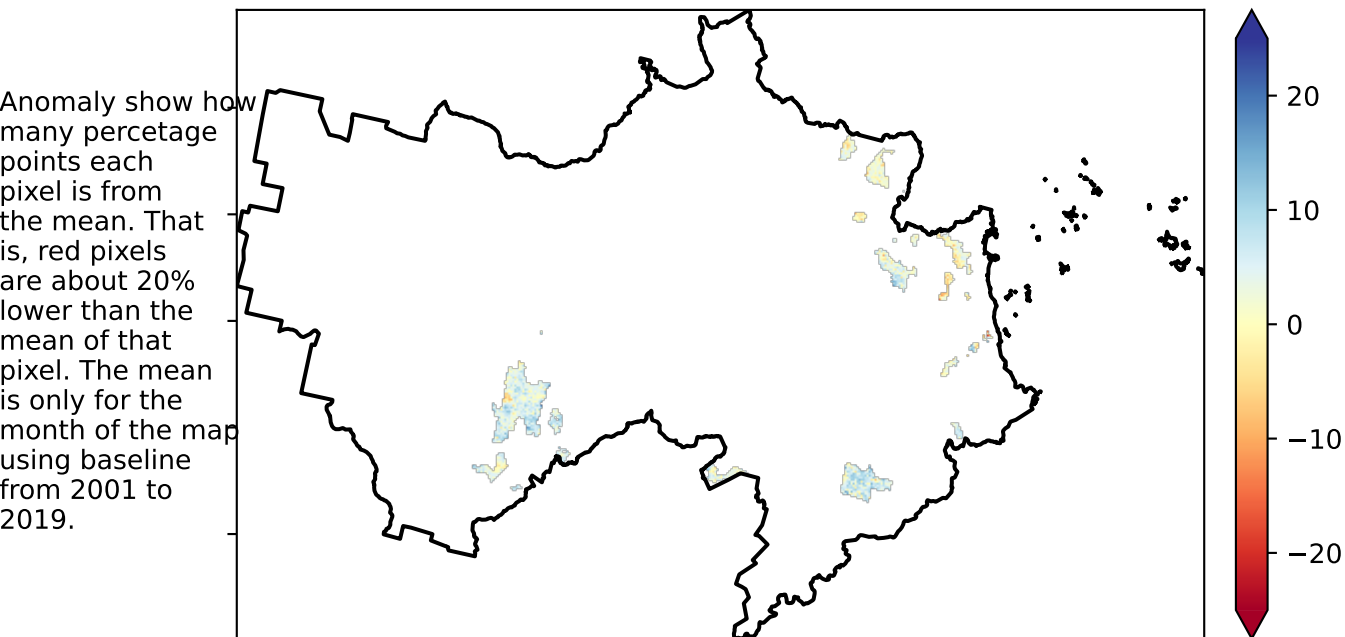 Anomaly show how
many percetage
points each
pixel is from
the mean. That
is, red pixels
are about 20%
lower than the
mean of that
pixel. The mean
is only for the
month of the map
using baseline
from 2001 to
2019.
20
10
0
−10
−20